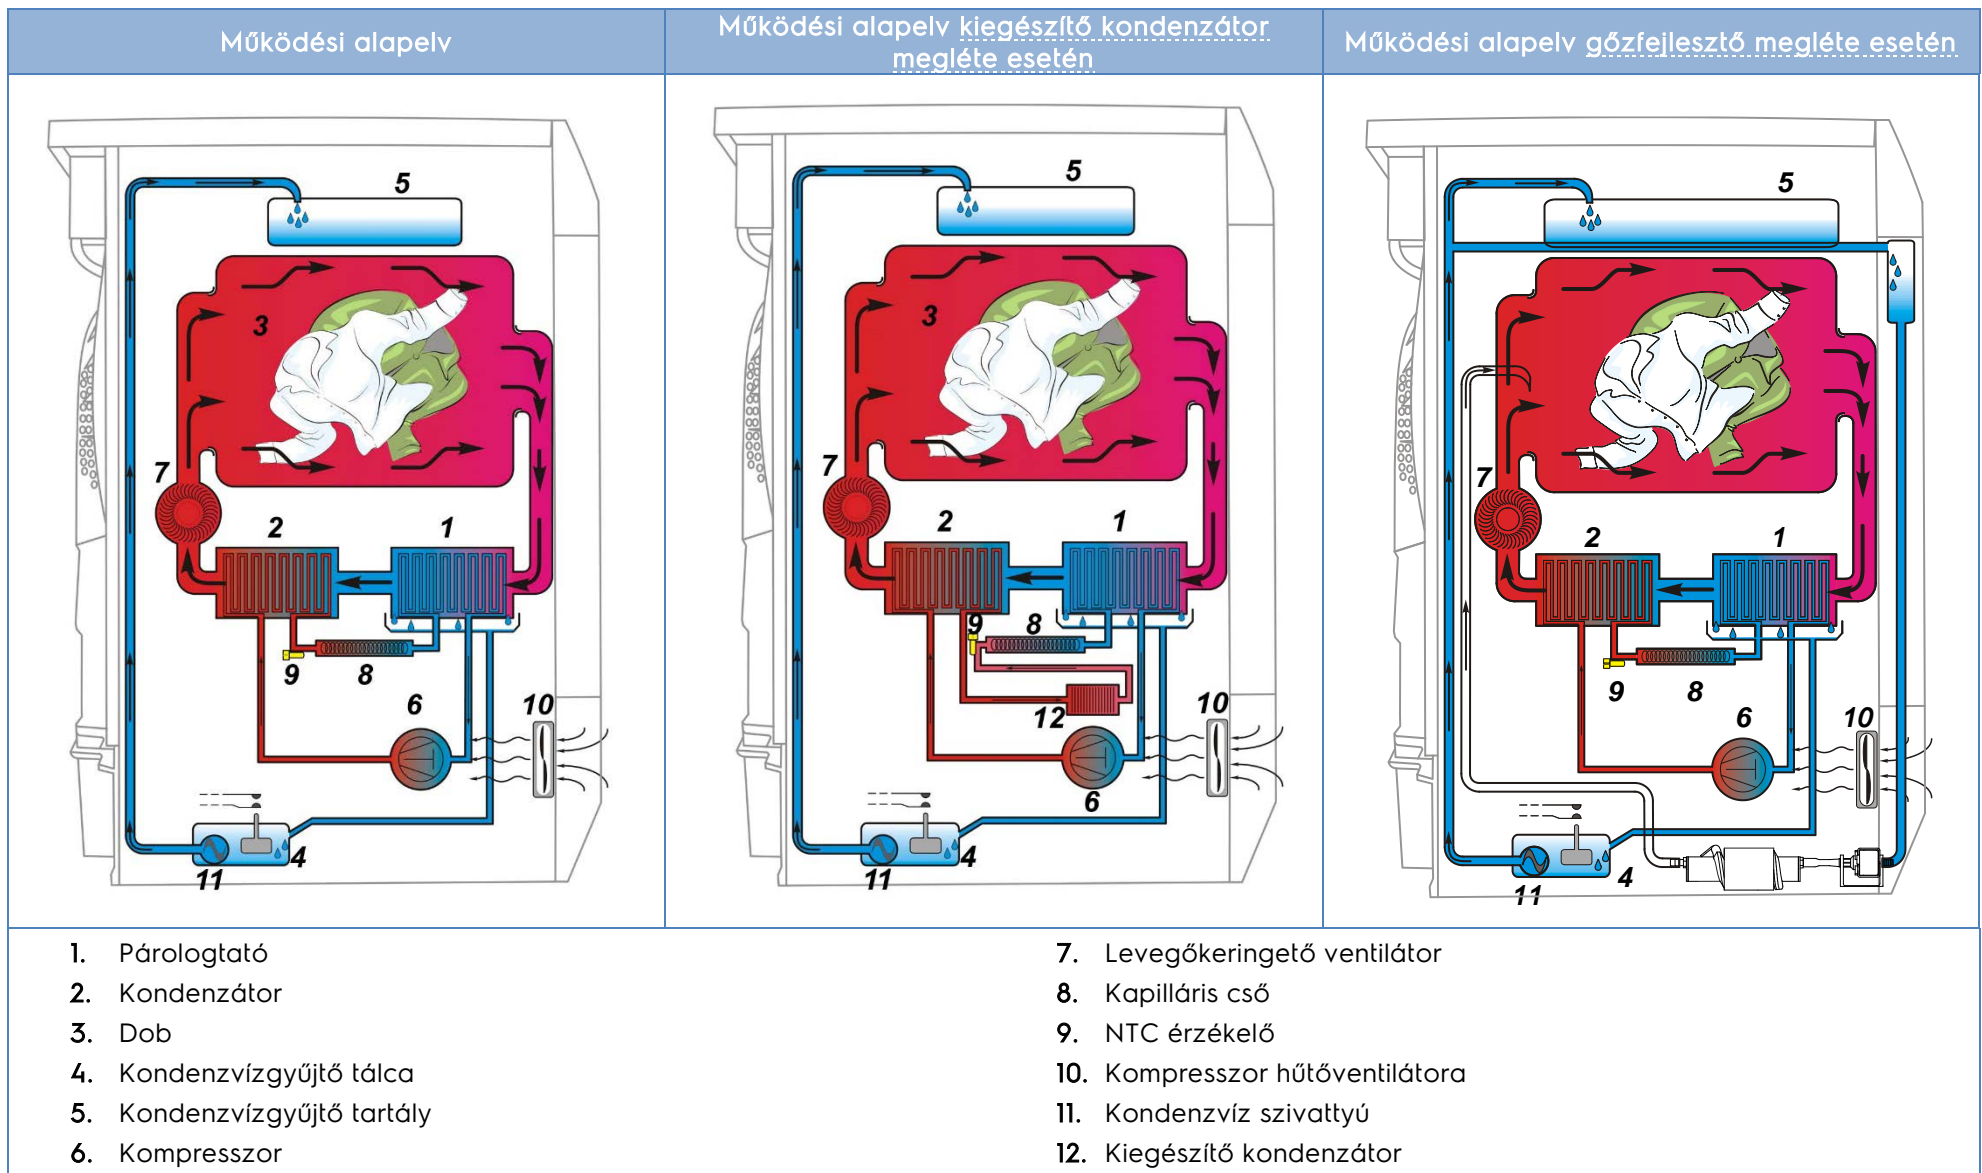 Működési alapelv
Működési alapelv kiegészítő kondenzátor
megléte esetén
Működési alapelv gőzfejlesztő megléte esetén
5
3
7
2
1
9
8
6
10
4
11
5
3
7
2
1
9
8
12
10
6
4
11
5
7
2
1
9
8
6
10
4
11
1. Párologtató
2. Kondenzátor
3. Dob
4. Kondenzvízgyűjtő tálca
5. Kondenzvízgyűjtő tartály
6. Kompresszor
7. Levegőkeringető ventilátor
8. Kapilláris cső
9. NTC érzékelő
10. Kompresszor hűtőventilátora
11. Kondenzvíz szivattyú
12. Kiegészítő kondenzátor